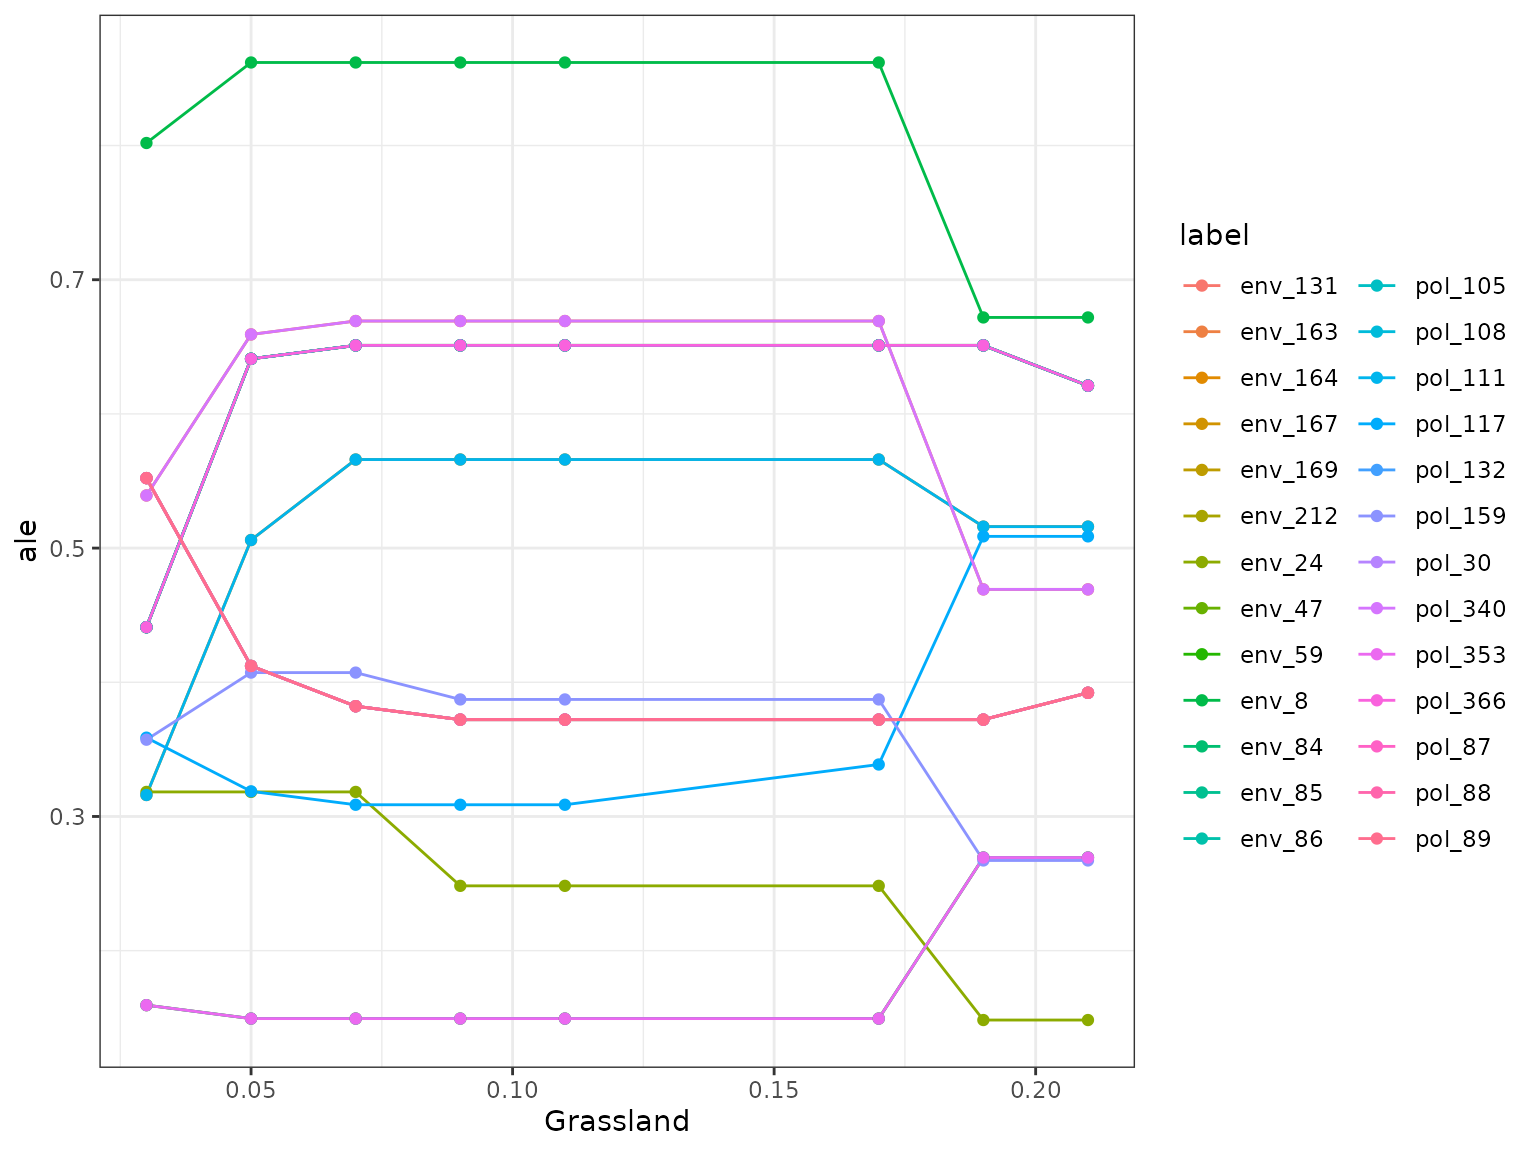 0.7
0.5
0.3
ale
0.05
0.10
0.15
0.20
Grassland
label
env_131
env_163
env_164
env_167
env_169
env_212
env_24
env_47
env_59
env_8
env_84
env_85
env_86
pol_105
pol_108
pol_111
pol_117
pol_132
pol_159
pol_30
pol_340
pol_353
pol_366
pol_87
pol_88
pol_89